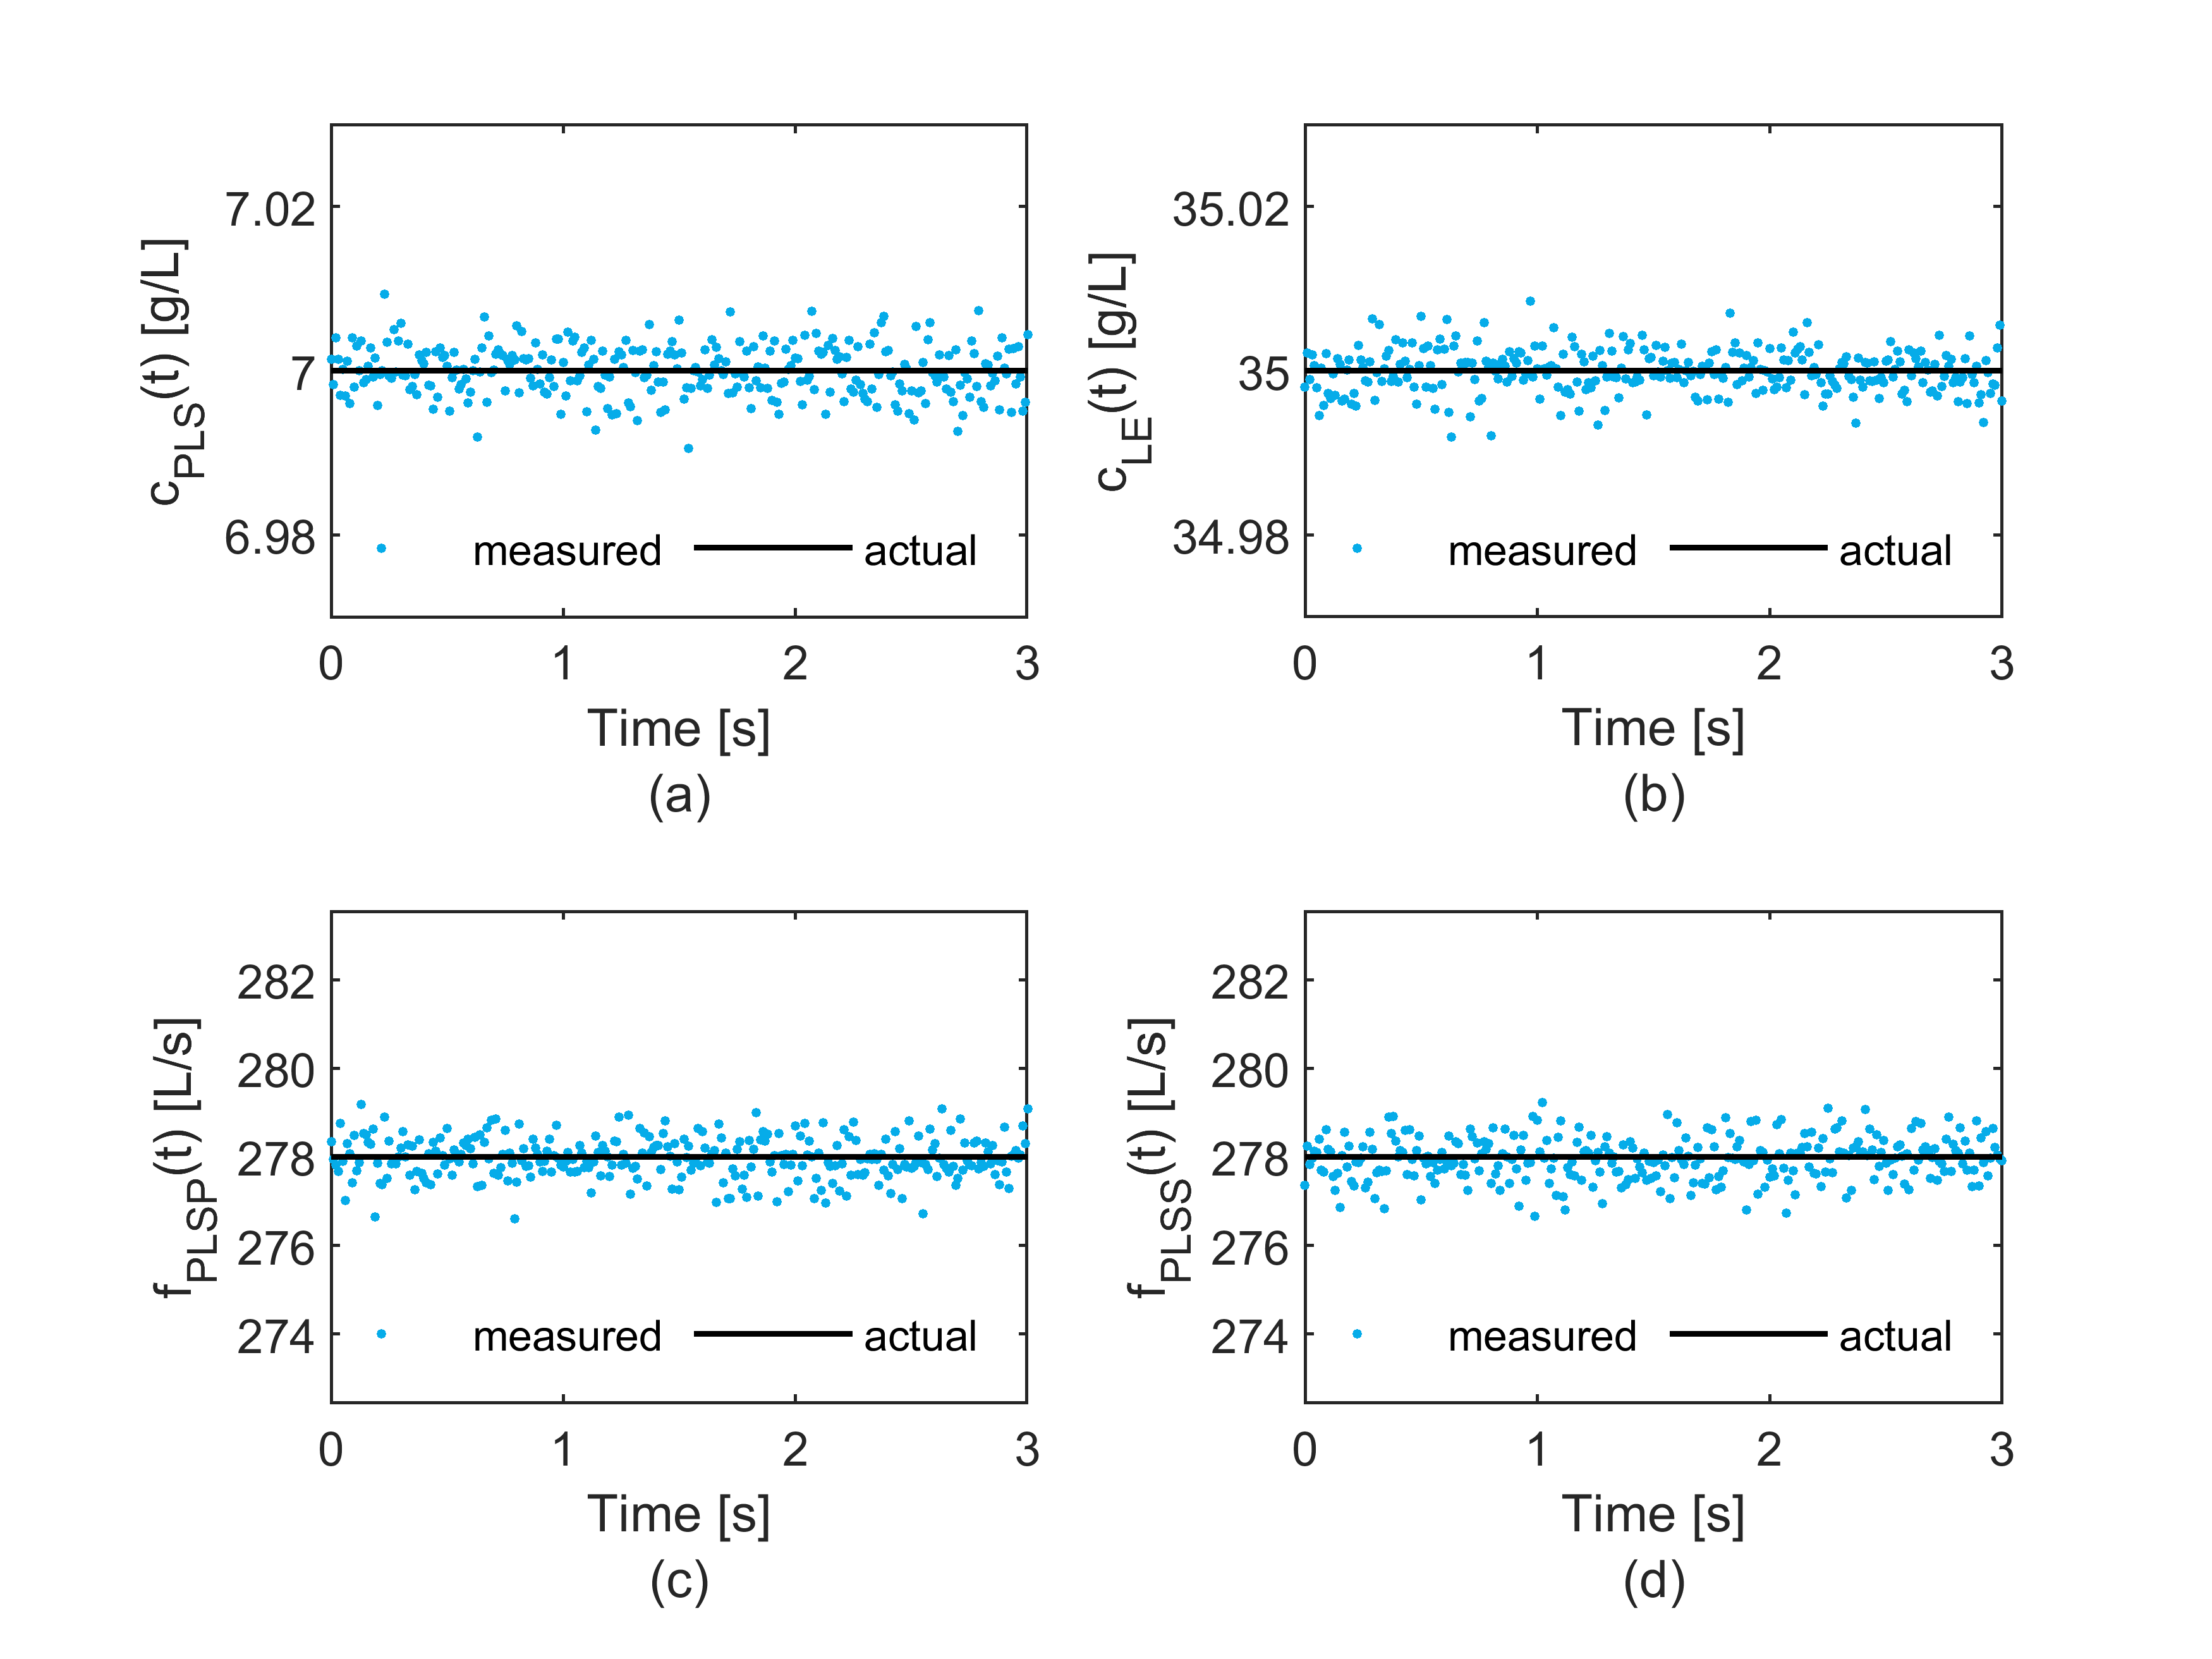 7.02
7
6.98
c_PLS(t) [g/L]
measured
actual
0 1 2 3
Time [s]
(a)
35.02
35
34.98
c_LE(t) [g/L]
measured
actual
0 1 2 3
Time [s]
(b)
282
280
278
276
274
f_PLSP(t) [L/s]
measured
actual
0 1 2 3
Time [s]
(c)
282
280
278
276
274
f_PLSS(t) [L/s]
measured
actual
0 1 2 3
Time [s]
(d)